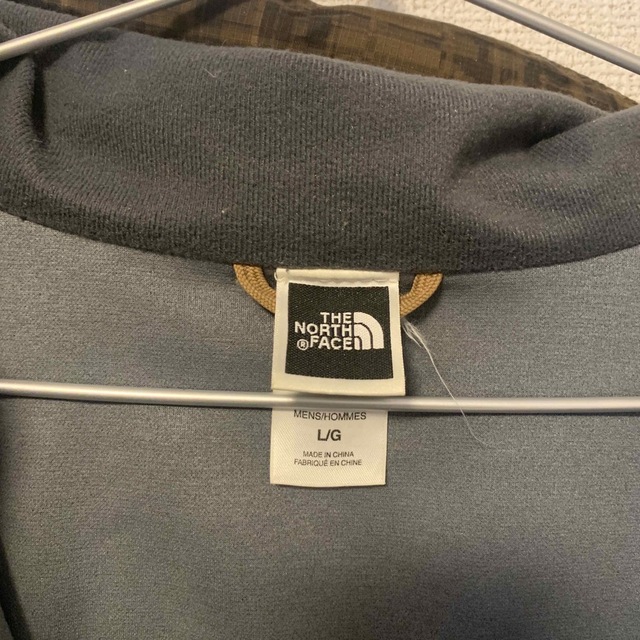 THE
NORTH
® FACE
MENS/HOMMES
L/G
MADE IN CHINA
FABRIQUÉ EN CHINE